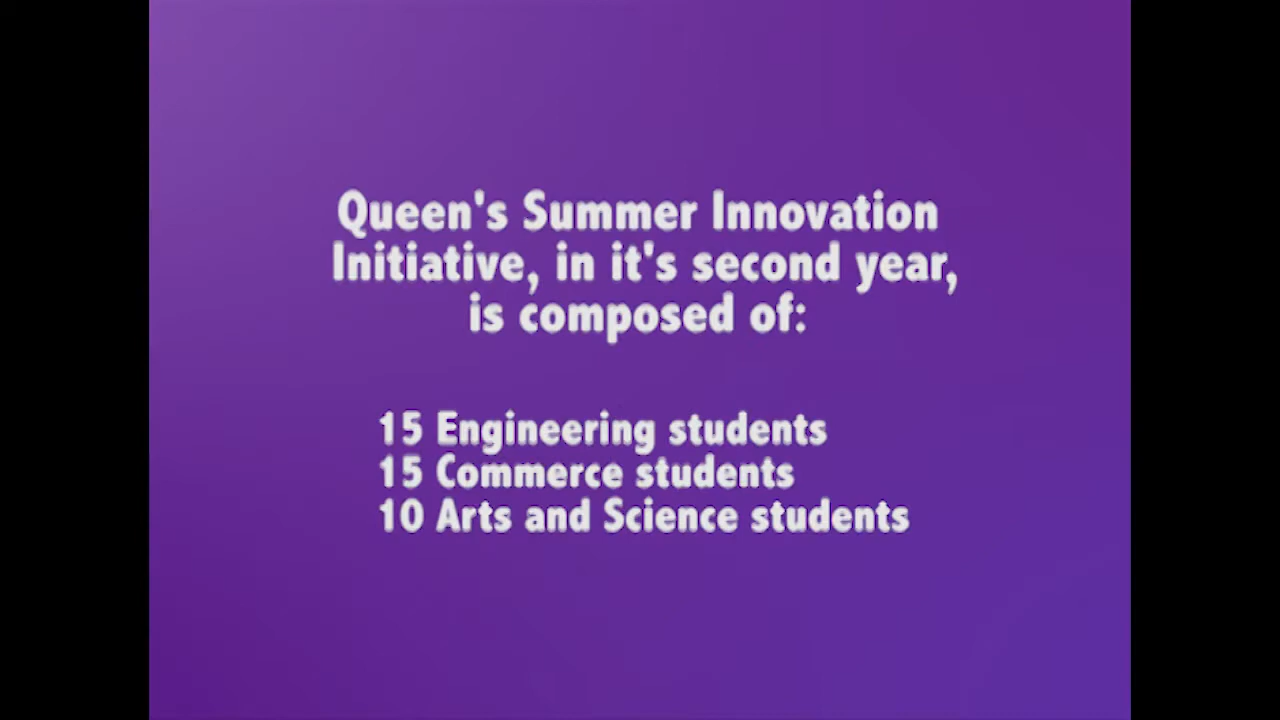 Queen's Summer Innovation
Initiative, in it's second year,
is composed of:
15 Engineering students
15 Commerce students
10 Arts and Science students